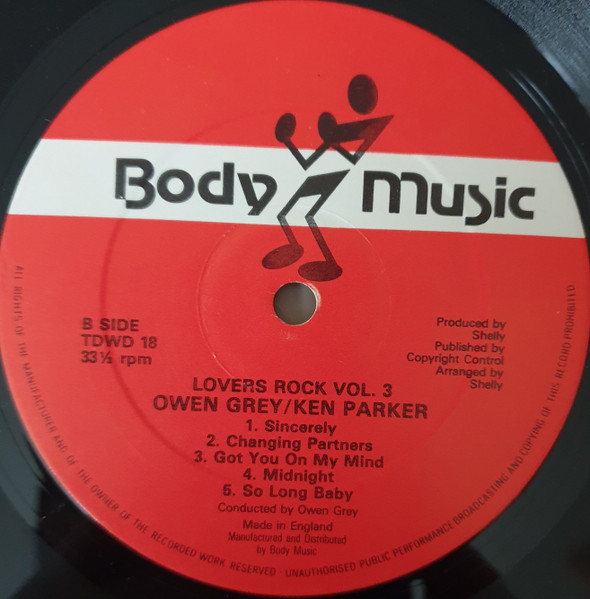 Body Music
B SIDE
TDWD 18
33⅓ rpm
Produced by
Shelly
Published by
Copyright Control
Arranged by
Shelly
LOVERS ROCK VOL. 3
OWEN GREY/KEN PARKER
1. Sincerely
2. Changing Partners
3. Got You On My Mind
4. Midnight
5. So Long Baby
Conducted by Owen Grey
Made in England
Manufactured and Distributed
by Body Music
ALL RIGHTS OF THE MANUFACTURER AND OF THE OWNER OF THE RECORDED WORK RESERVED · UNAUTHORISED PUBLIC PERFORMANCE BROADCASTING AND COPYING OF THIS RECORD PROHIBITED